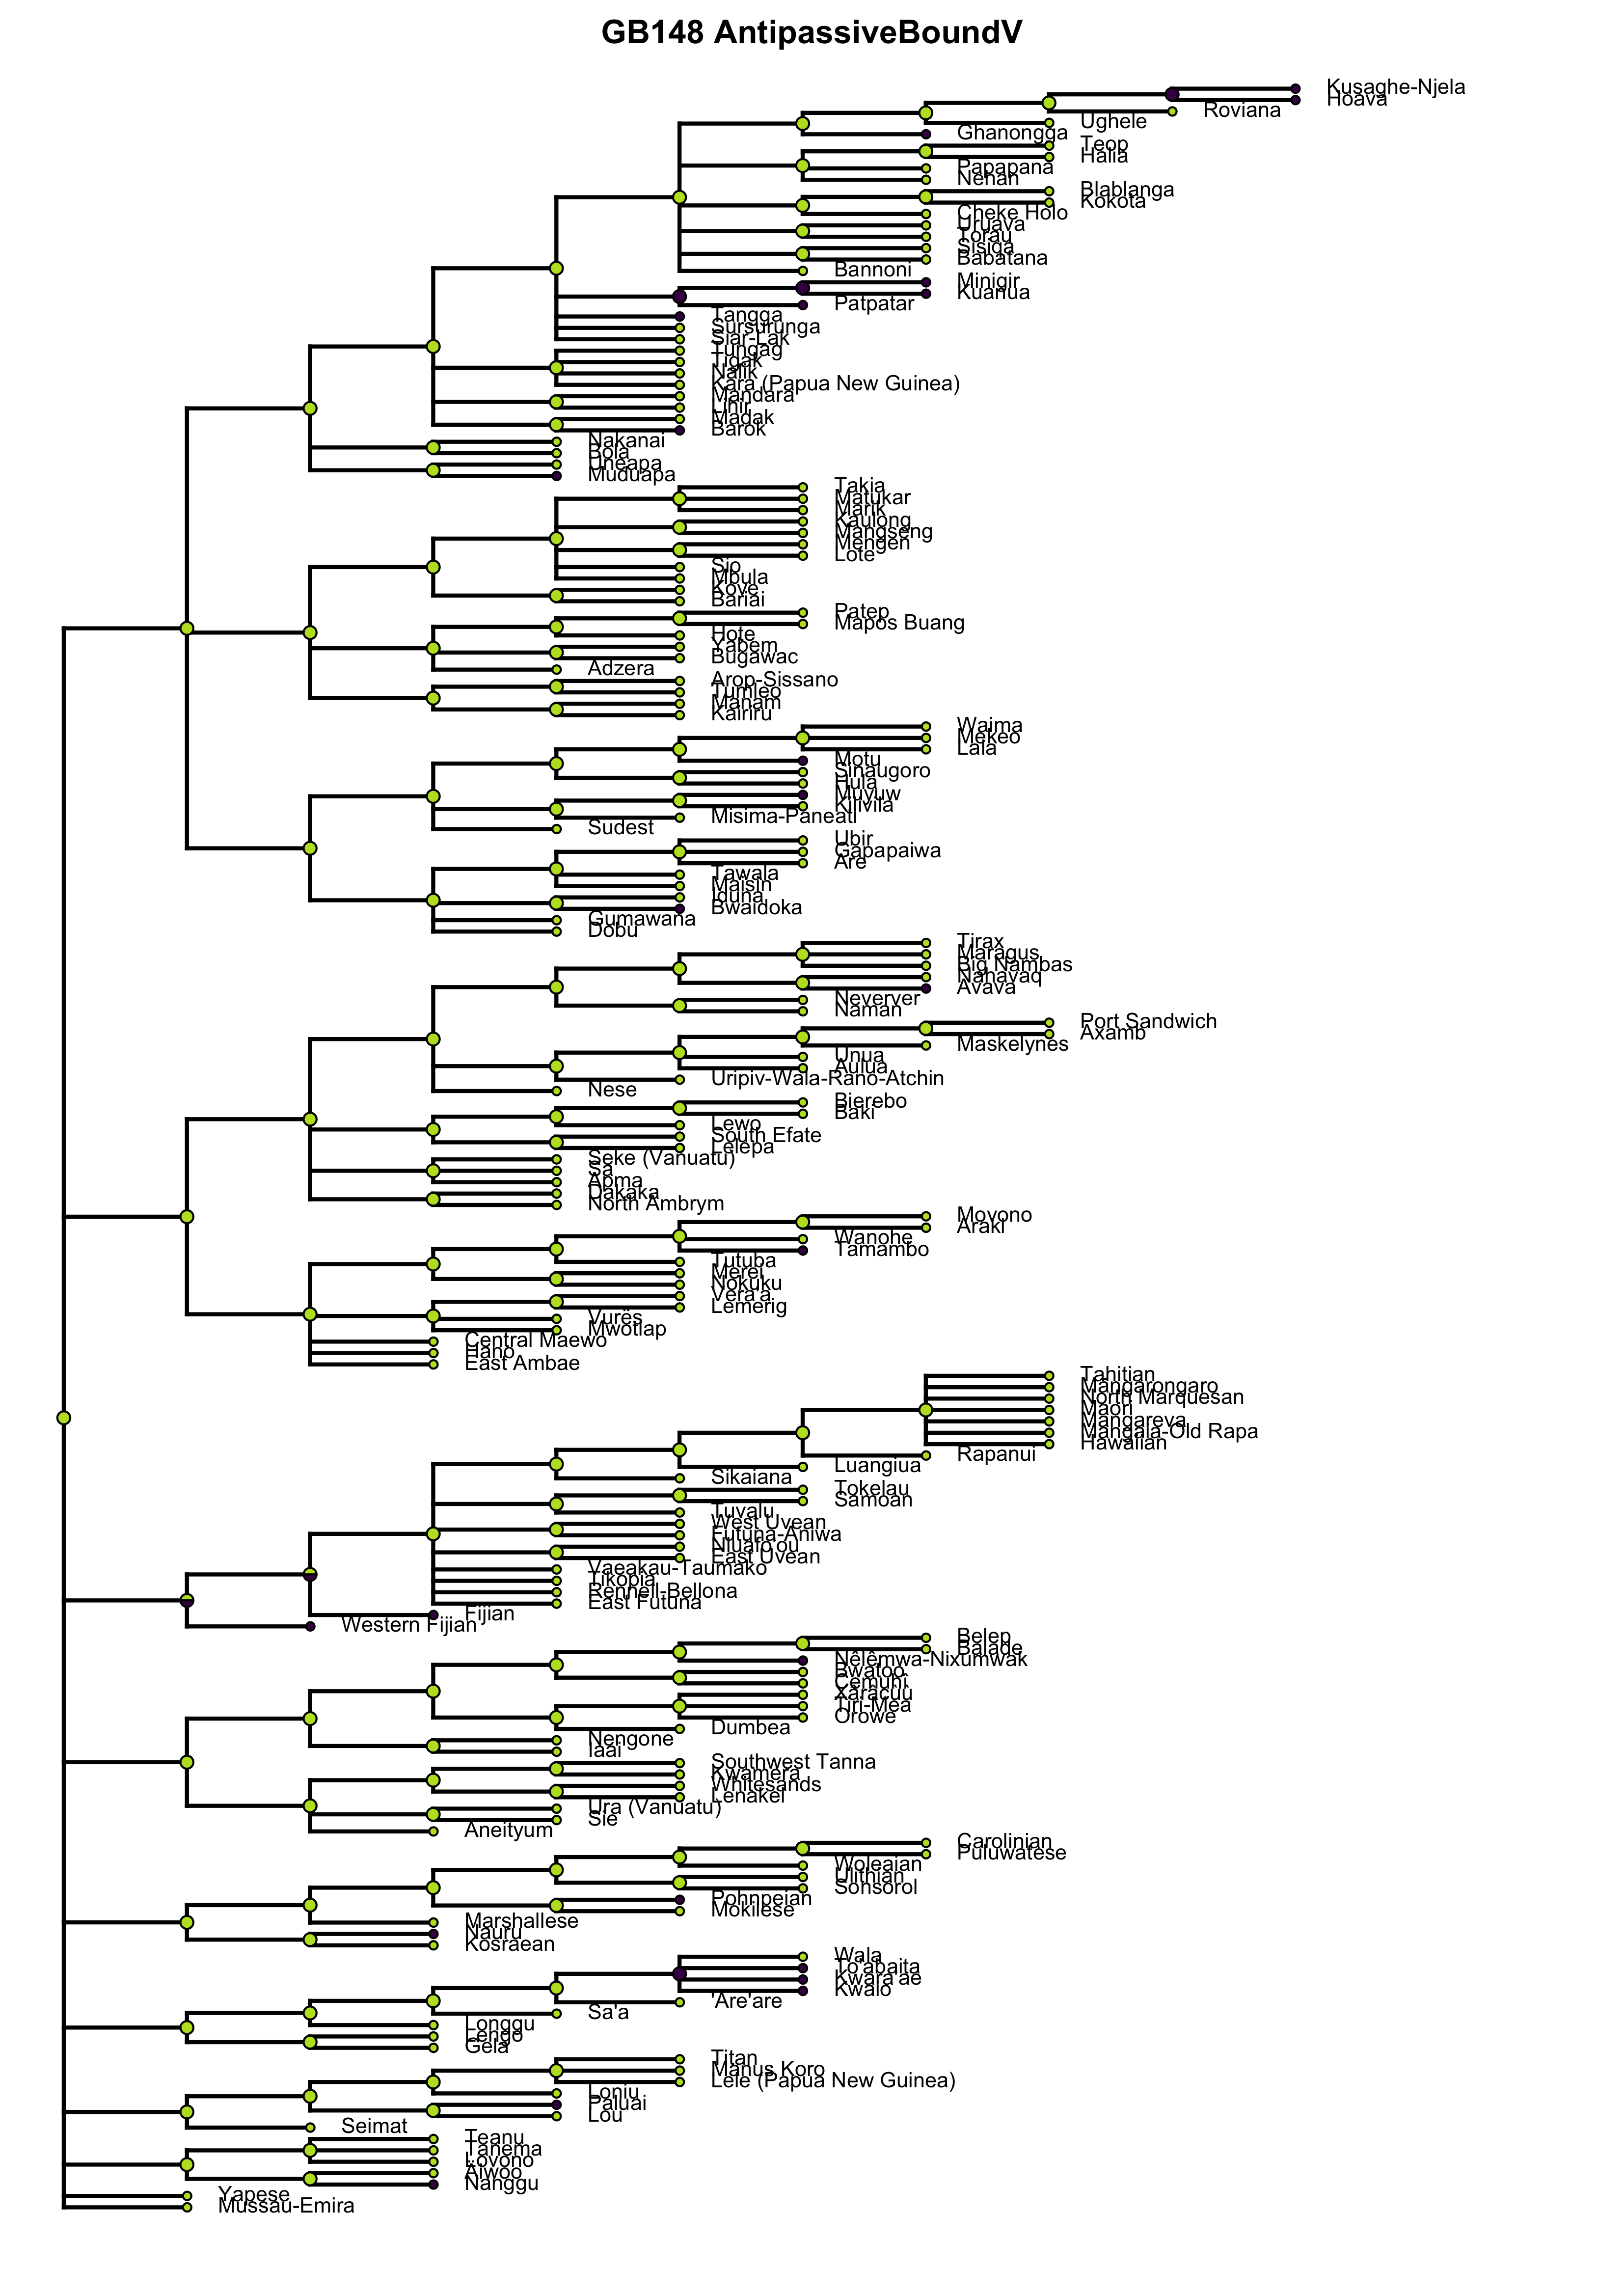 GB148 AntipassiveBoundV
Kusaghe-Njela
Hoava
Roviana
Ughele
Ghanongga
Teop
Halia
Papapana
Nehan
Blablanga
Kokota
Cheke Holo
Uruava
Torau
Sisiqa
Babatana
Bannoni
Minigir
Kuanua
Patpatar
Tangga
Sursurunga
Siar-Lak
Tungag
Tigak
Nalik
Kara (Papua New Guinea)
Mandara
Lihir
Madak
Barok
Nakanai
Bola
Uneapa
Muduapa
Takia
Matukar
Marik
Kaulong
Mangseng
Mengen
Lote
Sio
Mbula
Kove
Bariai
Patep
Mapos Buang
Hote
Yabem
Bugawac
Adzera
Arop-Sissano
Tumleo
Manam
Kairiru
Waima
Mekeo
Lala
Motu
Sinaugoro
Hula
Muyuw
Kilivila
Misima-Paneati
Sudest
Ubir
Gapapaiwa
Are
Tawala
Maisin
Iduna
Bwaidoka
Gumawana
Dobu
Tirax
Maragus
Big Nambas
Nahavaq
Avava
Neverver
Naman
Port Sandwich
Axamb
Maskelynes
Unua
Aulua
Uripiv-Wala-Rano-Atchin
Nese
Bierebo
Baki
Lewo
South Efate
Lelepa
Seke (Vanuatu)
Sa
Apma
Dakaka
North Ambrym
Moyono
Araki
Wanohe
Tamambo
Tutuba
Merei
Nokuku
Vera'a
Lemerig
Vurës
Mwotlap
Central Maewo
Hano
East Ambae
Tahitian
Mangarongaro
North Marquesan
Maori
Mangareva
Mangaia-Old Rapa
Hawaiian
Rapanui
Luangiua
Sikaiana
Tokelau
Samoan
Tuvalu
West Uvean
Futuna-Aniwa
Niuafo'ou
East Uvean
Vaeakau-Taumako
Tikopia
Rennell-Bellona
East Futuna
Fijian
Western Fijian
Belep
Balade
Nêlêmwa-Nixumwak
Bwatoo
Cemuhî
Xârâcùù
Tiri-Mea
Orowe
Dumbea
Nengone
Iaai
Southwest Tanna
Kwamera
Whitesands
Lenakel
Ura (Vanuatu)
Sie
Aneityum
Carolinian
Puluwatese
Woleaian
Ulithian
Sonsorol
Pohnpeian
Mokilese
Marshallese
Nauru
Kosraean
Wala
To'abaita
Kwara'ae
Kwaio
'Are'are
Sa'a
Longgu
Lengo
Gela
Titan
Manus Koro
Lele (Papua New Guinea)
Loniu
Paluai
Lou
Seimat
Teanu
Tanema
Lovono
Äiwoo
Nanggu
Yapese
Mussau-Emira